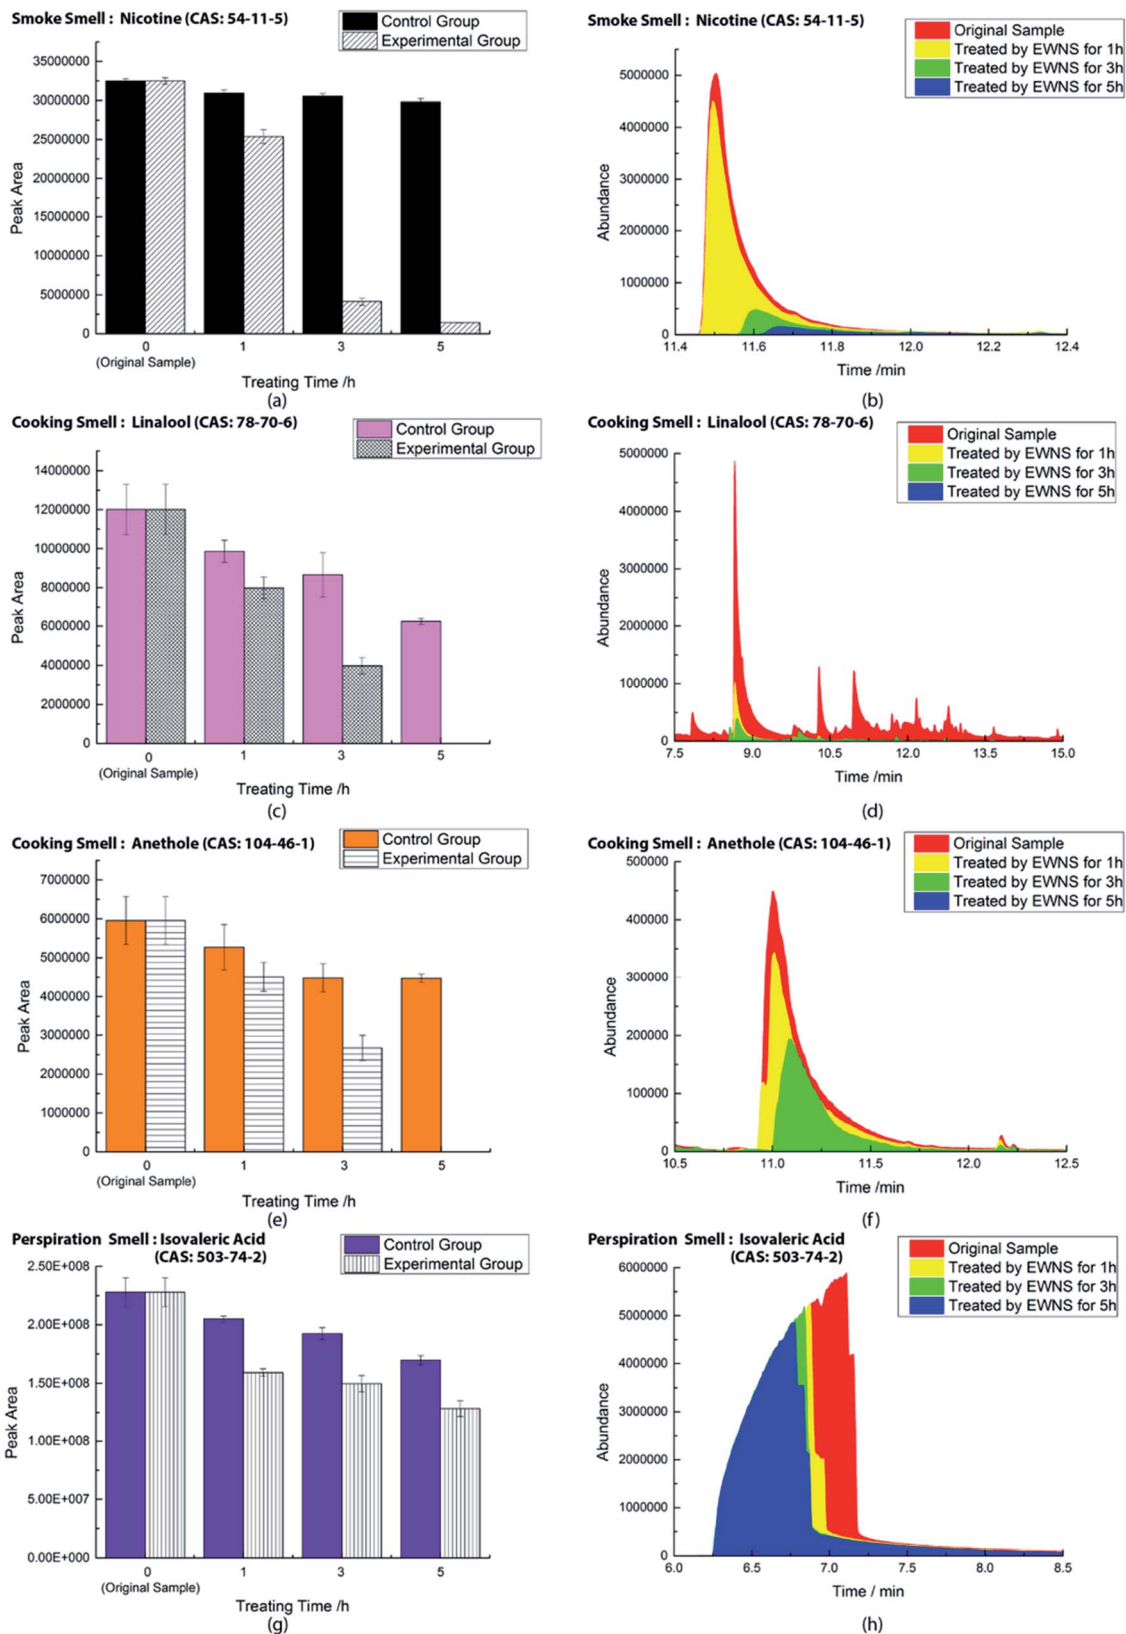 Smoke Smell : Nicotine (CAS: 54-11-5)
Control Group
Experimental Group
35000000
30000000
25000000
20000000
15000000
10000000
5000000
0
Peak Area
0 1 3 5
(Original Sample)
Treating Time /h
(a)
Smoke Smell : Nicotine (CAS: 54-11-5)
Original Sample
Treated by EWNS for 1h
Treated by EWNS for 3h
Treated by EWNS for 5h
5000000
4000000
3000000
2000000
1000000
0
Abundance
11.4 11.6 11.8 12.0 12.2 12.4
Time /min
(b)
Cooking Smell : Linalool (CAS: 78-70-6)
Control Group
Experimental Group
14000000
12000000
10000000
8000000
6000000
4000000
2000000
0
Peak Area
0 1 3 5
(Original Sample)
Treating Time /h
(c)
Cooking Smell : Linalool (CAS: 78-70-6)
Original Sample
Treated by EWNS for 1h
Treated by EWNS for 3h
Treated by EWNS for 5h
5000000
4000000
3000000
2000000
1000000
0
Abundance
7.5 9.0 10.5 12.0 13.5 15.0
Time /min
(d)
Cooking Smell : Anethole (CAS: 104-46-1)
Control Group
Experimental Group
7000000
6000000
5000000
4000000
3000000
2000000
1000000
0
Peak Area
0 1 3 5
(Original Sample)
Treating Time /h
(e)
Cooking Smell : Anethole (CAS: 104-46-1)
Original Sample
Treated by EWNS for 1h
Treated by EWNS for 3h
Treated by EWNS for 5h
500000
400000
300000
200000
100000
0
Abundance
10.5 11.0 11.5 12.0 12.5
Time /min
(f)
Perspiration Smell : Isovaleric Acid
(CAS: 503-74-2)
Control Group
Experimental Group
2.50E+008
2.00E+008
1.50E+008
1.00E+008
5.00E+007
0.00E+000
Peak Area
0 1 3 5
(Original Sample)
Treating Time /h
(g)
Perspiration Smell : Isovaleric Acid
(CAS: 503-74-2)
Original Sample
Treated by EWNS for 1h
Treated by EWNS for 3h
Treated by EWNS for 5h
6000000
5000000
4000000
3000000
2000000
1000000
0
Abundance
6.0 6.5 7.0 7.5 8.0 8.5
Time / min
(h)